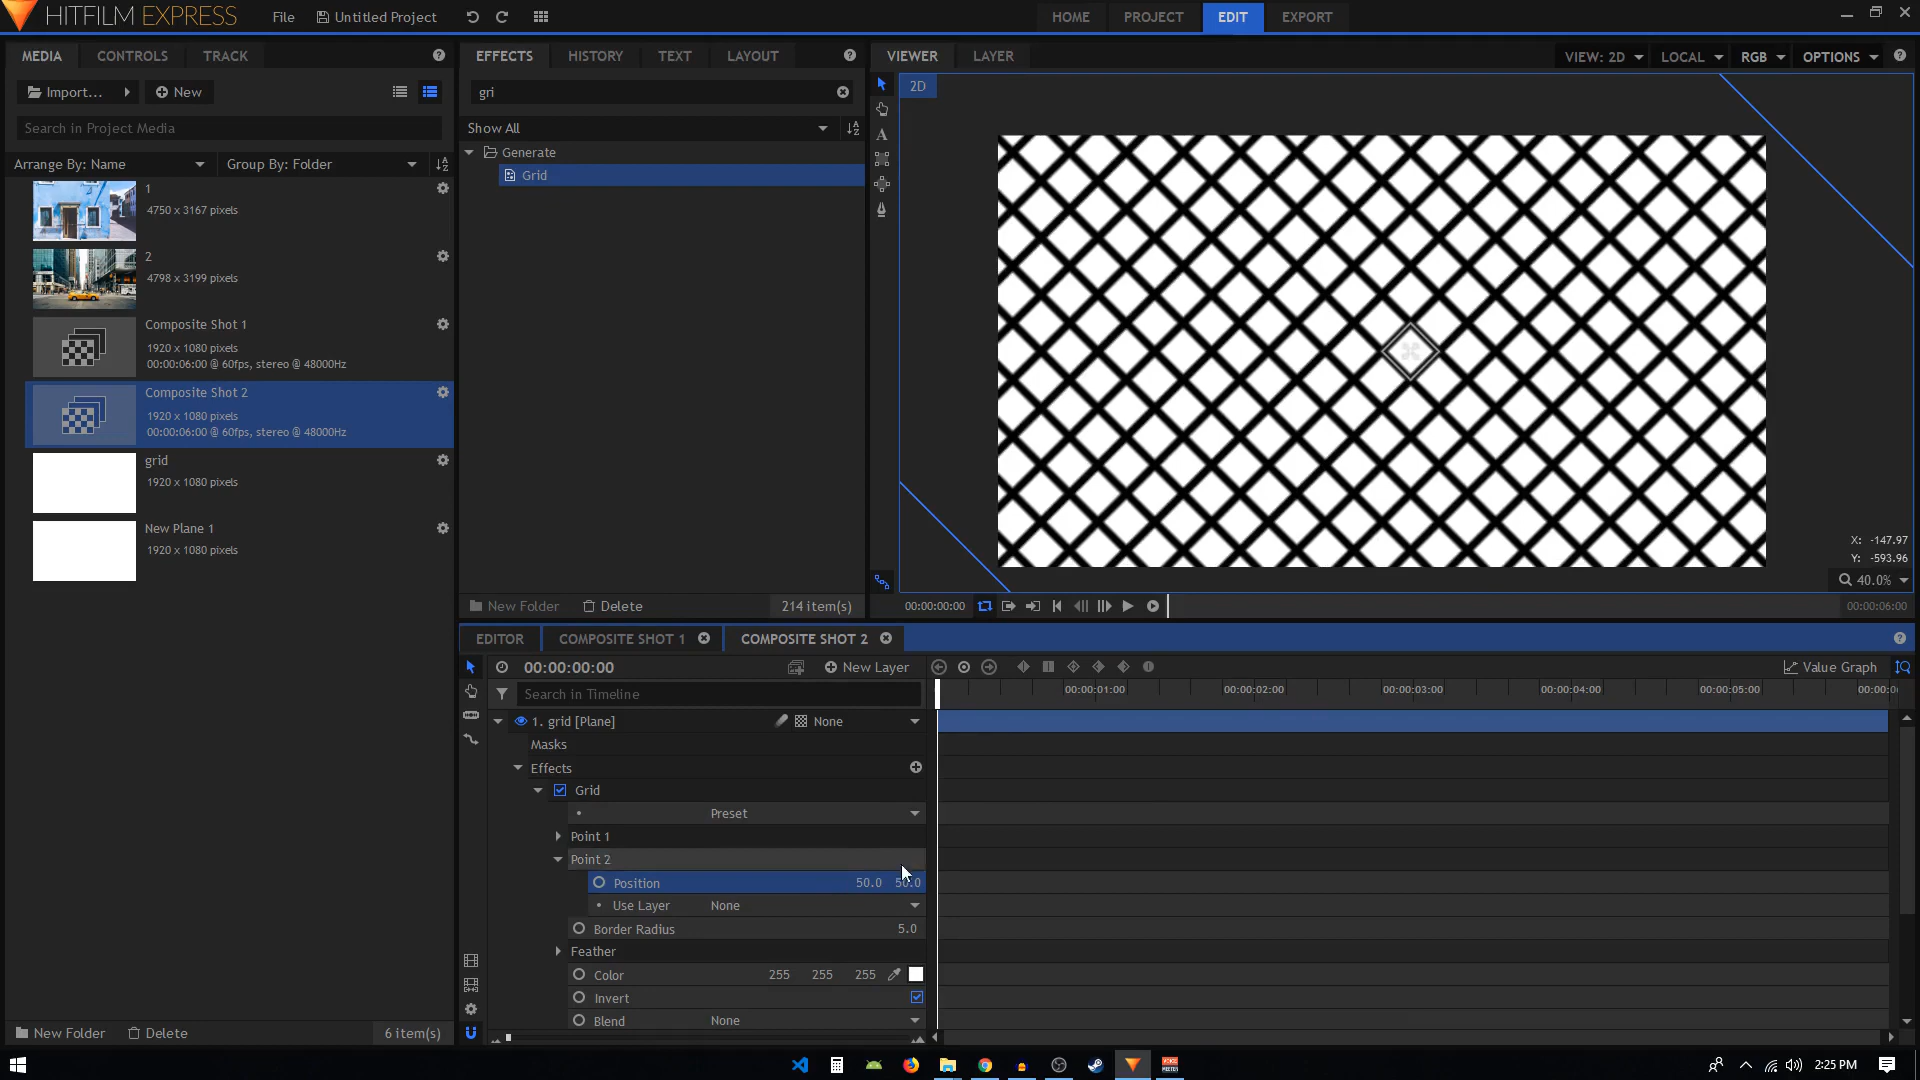 HITFILM EXPRESS
File
Untitled Project
HOME
PROJECT
EDIT
EXPORT
MEDIA
CONTROLS
TRACK
EFFECTS
HISTORY
TEXT
LAYOUT
VIEWER
LAYER
VIEW: 2D
LOCAL
RGB
OPTIONS
Import...
New
Search in Project Media
Arrange By: Name
Group By: Folder
1
4750 x 3167 pixels
2
4798 x 3199 pixels
Composite Shot 1
1920 x 1080 pixels
00:00:06:00 @ 60fps, stereo @ 48000Hz
Composite Shot 2
1920 x 1080 pixels
00:00:06:00 @ 60fps, stereo @ 48000Hz
grid
1920 x 1080 pixels
New Plane 1
1920 x 1080 pixels
New Folder
Delete
6 item(s)
gri
Show All
Generate
Grid
New Folder
Delete
214 item(s)
2D
X: -147.97
Y: -593.96
40.0%
00:00:00:00
00:00:06:00
EDITOR
COMPOSITE SHOT 1
COMPOSITE SHOT 2
00:00:00:00
New Layer
Value Graph
Search in Timeline
00:00:01:00
00:00:02:00
00:00:03:00
00:00:04:00
00:00:05:00
1. grid [Plane]
None
Masks
Effects
Grid
Preset
Point 1
Point 2
Position 50.0 50.0
Use Layer None
Border Radius 5.0
Feather
Color 255 255 255
Invert
Blend None
2:25 PM